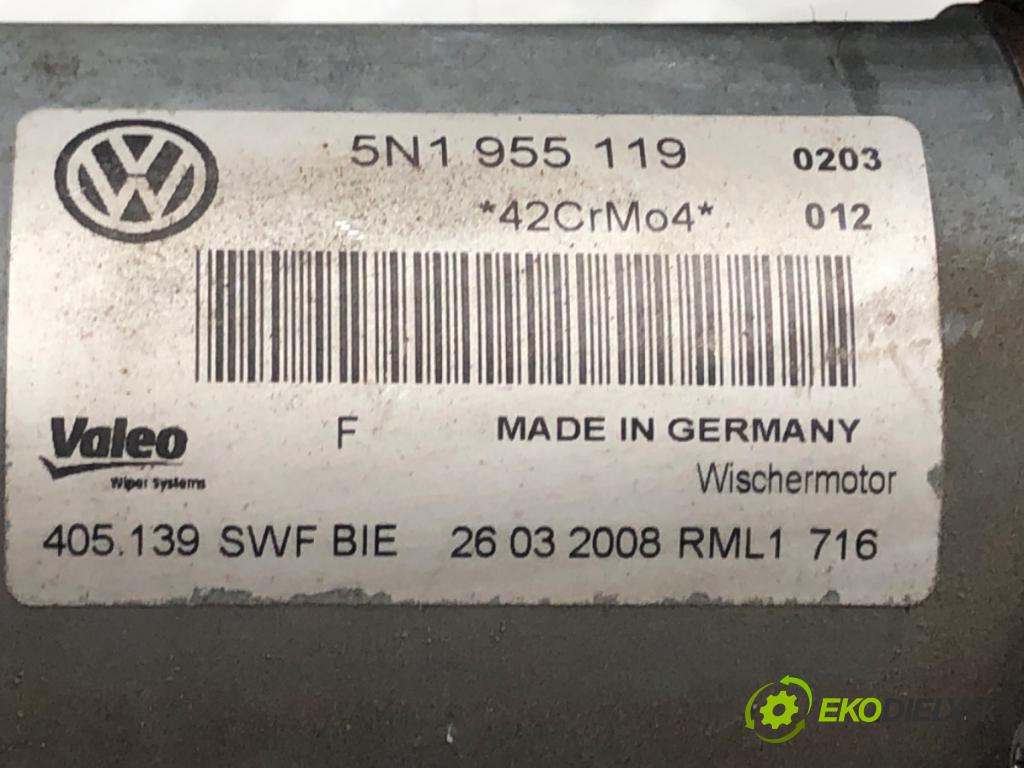 5N1 955 119 0203
*42CrMo4* 012
Valeo F MADE IN GERMANY
Wiper Systems Wischermotor
405.139 SWF BIE 26 03 2008 RML1 716
EKODIELY